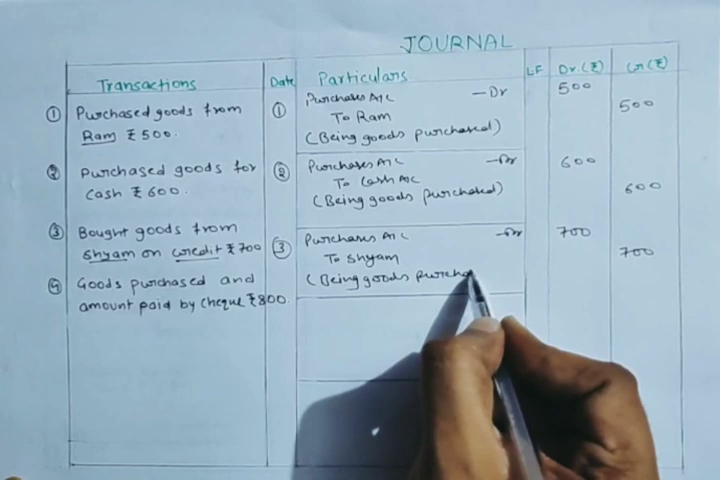 JOURNAL
Transactions Date Particulars LF Dr.(₹) Cr(₹)
① Purchased goods from
Ram ₹500.
② Purchased goods for
Cash ₹600.
③ Bought goods from
Shyam on credit ₹700
④ Goods purchased and
amount paid by cheque ₹800.
① Purchases A/C —Dr 500
To Ram 500
(Being goods purchased)
② Purchases A/C —Dr 600
To Cash A/C 600
(Being goods purchased)
③ Purchases A/C —Dr 700
To Shyam 700
(Being goods purcha